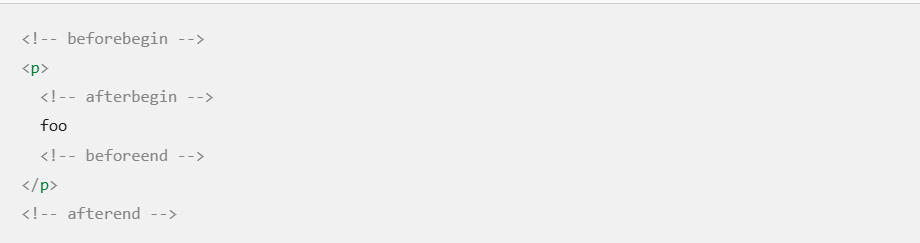 <!-- beforebegin -->
<p>
  <!-- afterbegin -->
  foo
  <!-- beforeend -->
</p>
<!-- afterend -->